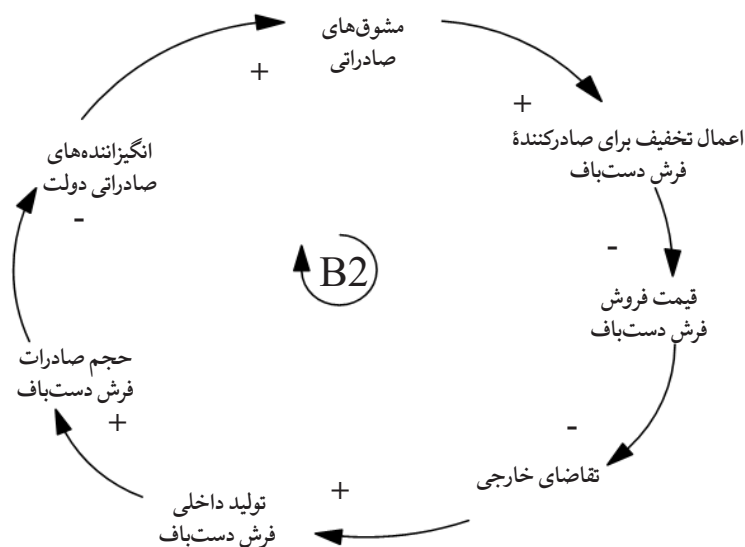 مشوق‌های
صادراتی
+
+
اعمال تخفیف برای صادرکنندهٔ
فرش دست‌باف
-
قیمت فروش
فرش دست‌باف
-
تقاضای خارجی
+
تولید داخلی
فرش دست‌باف
+
حجم صادرات
فرش دست‌باف
-
انگیزاننده‌های
صادراتی دولت
B2